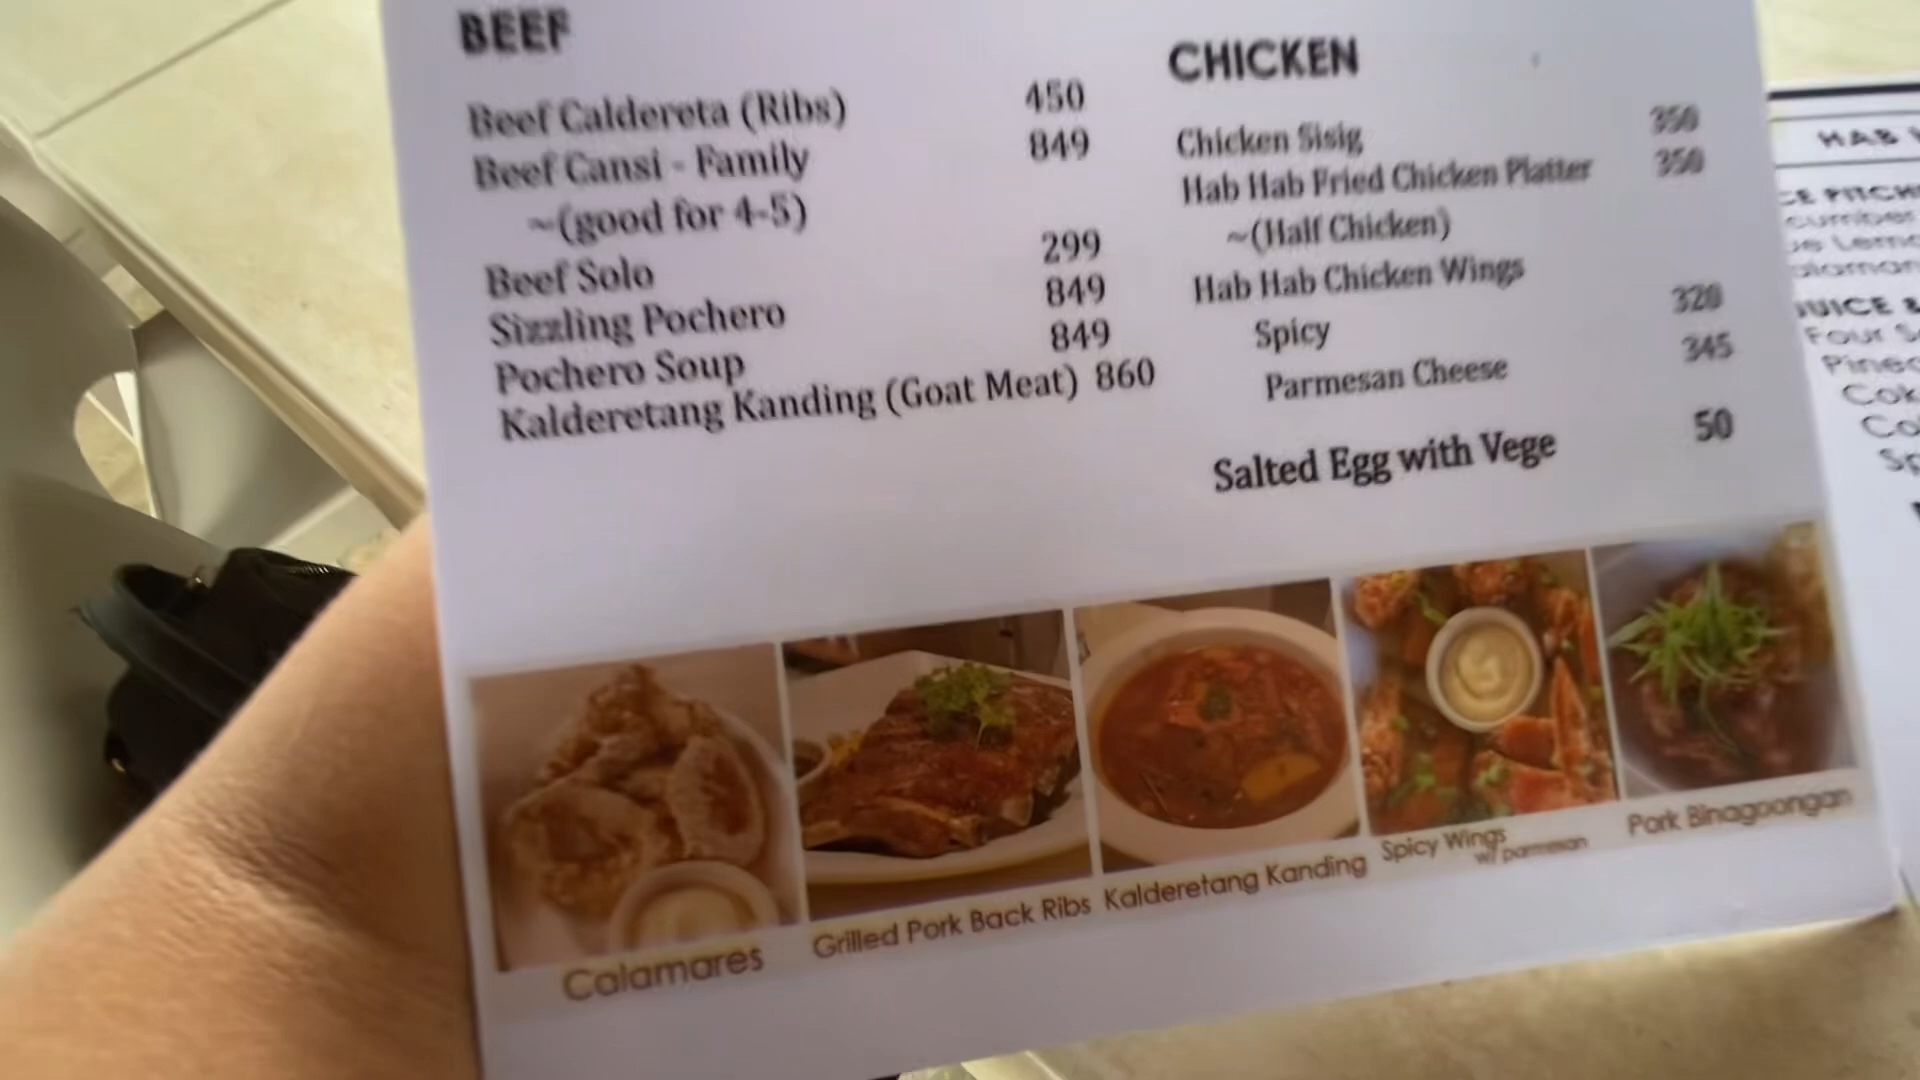 BEEF
Beef Caldereta (Ribs) 450
Beef Cansi - Family 849
~(good for 4-5)
Beef Solo 299
Sizzling Pochero 849
Pochero Soup 849
Kalderetang Kanding (Goat Meat) 860
CHICKEN
Chicken Sisig 350
Hab Hab Fried Chicken Platter 350
~(Half Chicken)
Hab Hab Chicken Wings
Spicy 320
Parmesan Cheese 345
Salted Egg with Vege 50
Calamares
Grilled Pork Back Ribs
Kalderetang Kanding
Spicy Wings
w/ parmesan
Pork Binagoongan
HAB
Four